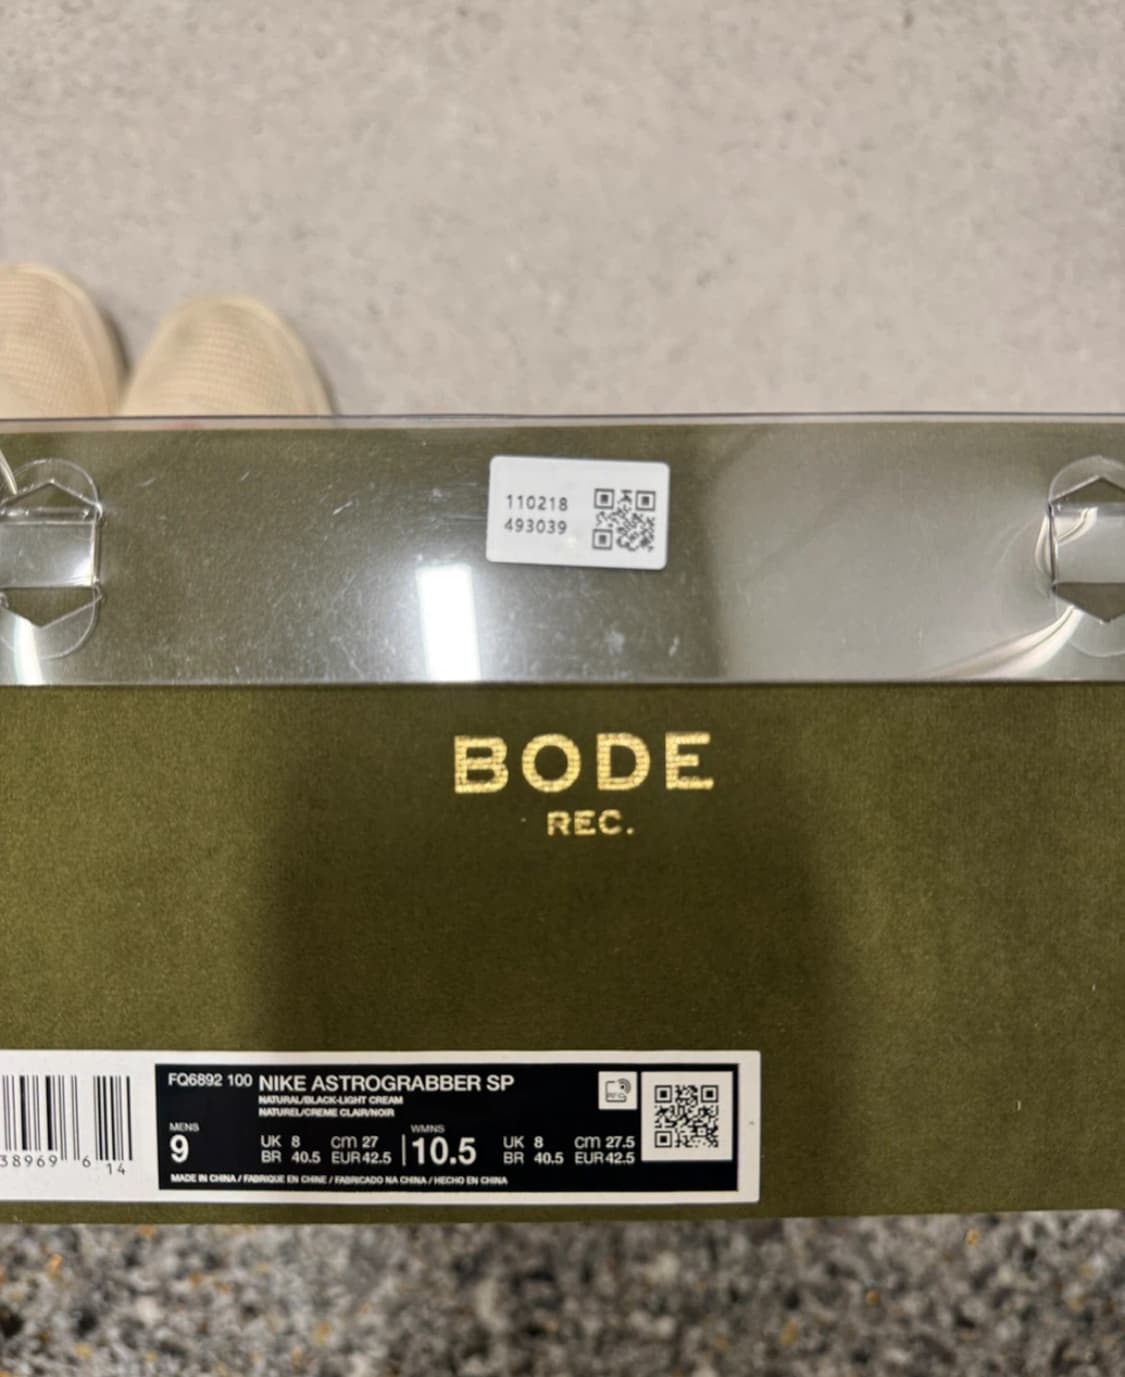 110218
493039
BODE
REC.
FQ6892 100 NIKE ASTROGRABBER SP
NATURAL/BLACK-LIGHT CREAM
NATUREL/CREME CLAIR/NOIR
MENS
9
UK 8 cm 27
BR 40.5 EUR 42.5
WMNS
10.5
UK 8 cm 27.5
BR 40.5 EUR 42.5
MADE IN CHINA / FABRIQUE EN CHINE / FABRICADO NA CHINA / HECHO EN CHINA
38969 6 14